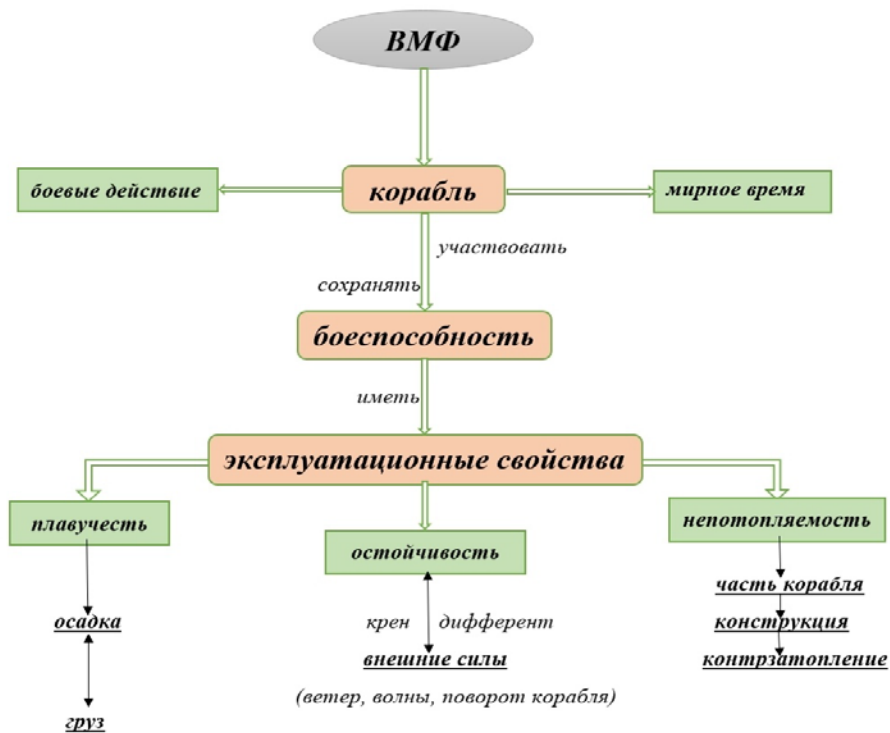 ВМФ
боевые действие
корабль
мирное время
участвовать
сохранять
боеспособность
иметь
эксплуатационные свойства
плавучесть
остойчивость
непотопляемость
осадка
груз
крен дифферент
внешние силы
(ветер, волны, поворот корабля)
часть корабля
конструкция
контрзатопление